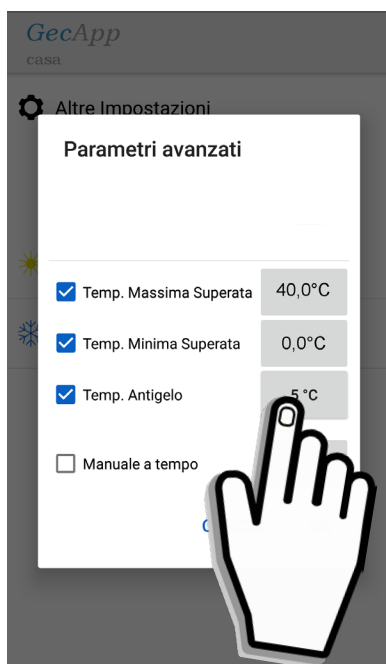 GecApp
casa
Altre Impostazioni
Parametri avanzati
Temp. Massima Superata 40,0°C
Temp. Minima Superata 0,0°C
Temp. Antigelo 5 °C
Manuale a tempo